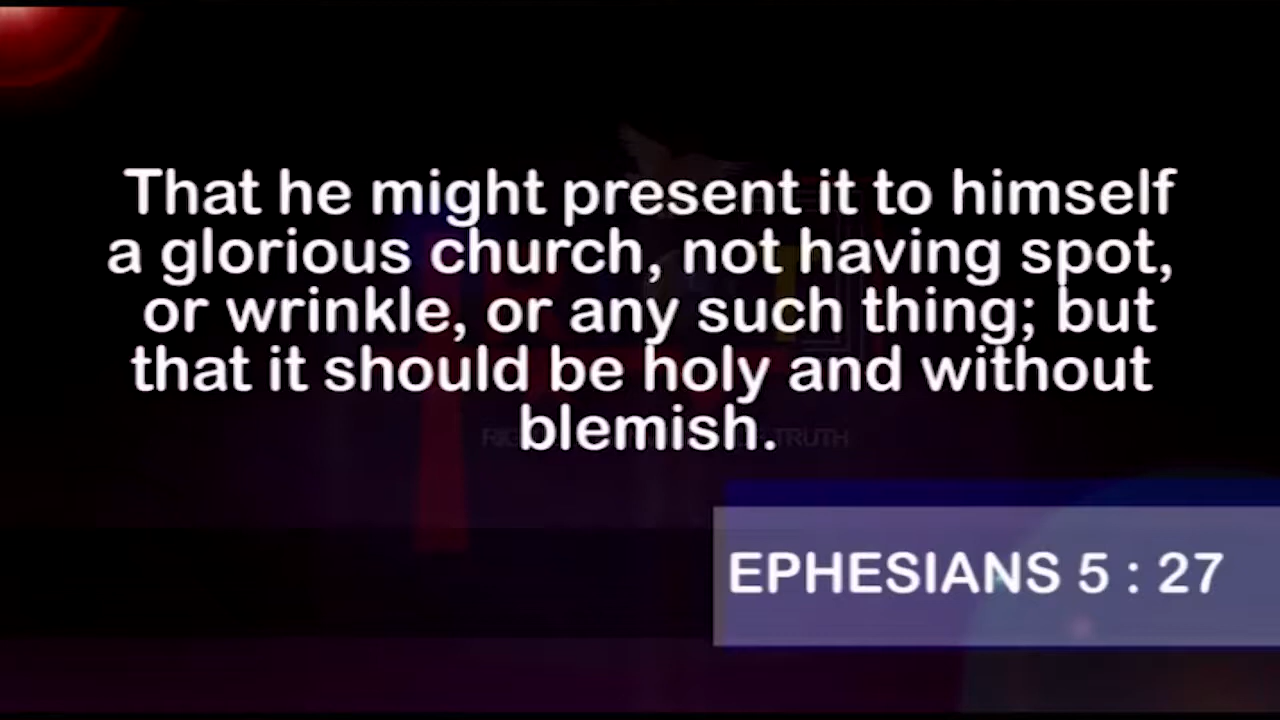 That he might present it to himself
a glorious church, not having spot,
or wrinkle, or any such thing; but
that it should be holy and without
blemish.
TRUTH
EPHESIANS 5 : 27